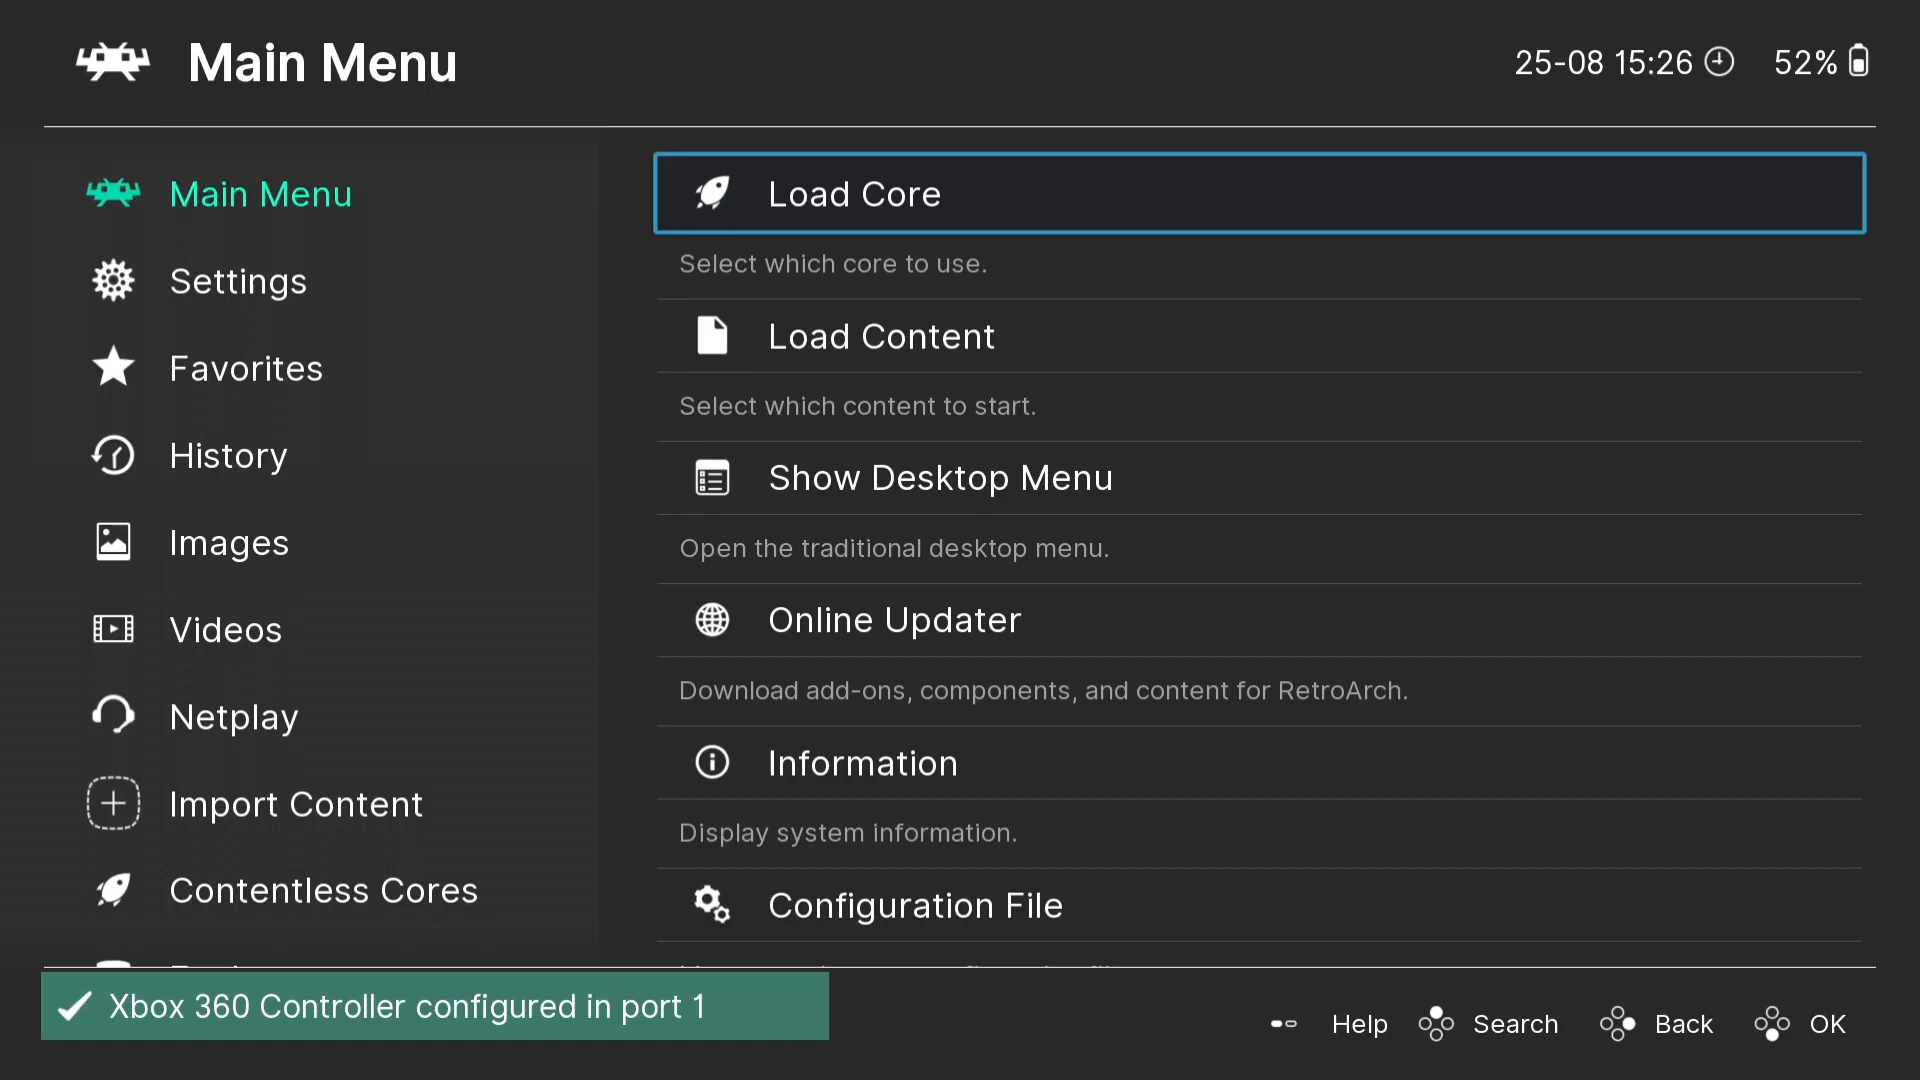 Main Menu
25-08 15:26
52%
Main Menu
Settings
Favorites
History
Images
Videos
Netplay
Import Content
Contentless Cores
Load Core
Select which core to use.
Load Content
Select which content to start.
Show Desktop Menu
Open the traditional desktop menu.
Online Updater
Download add-ons, components, and content for RetroArch.
Information
Display system information.
Configuration File
Xbox 360 Controller configured in port 1
Help
Search
Back
OK